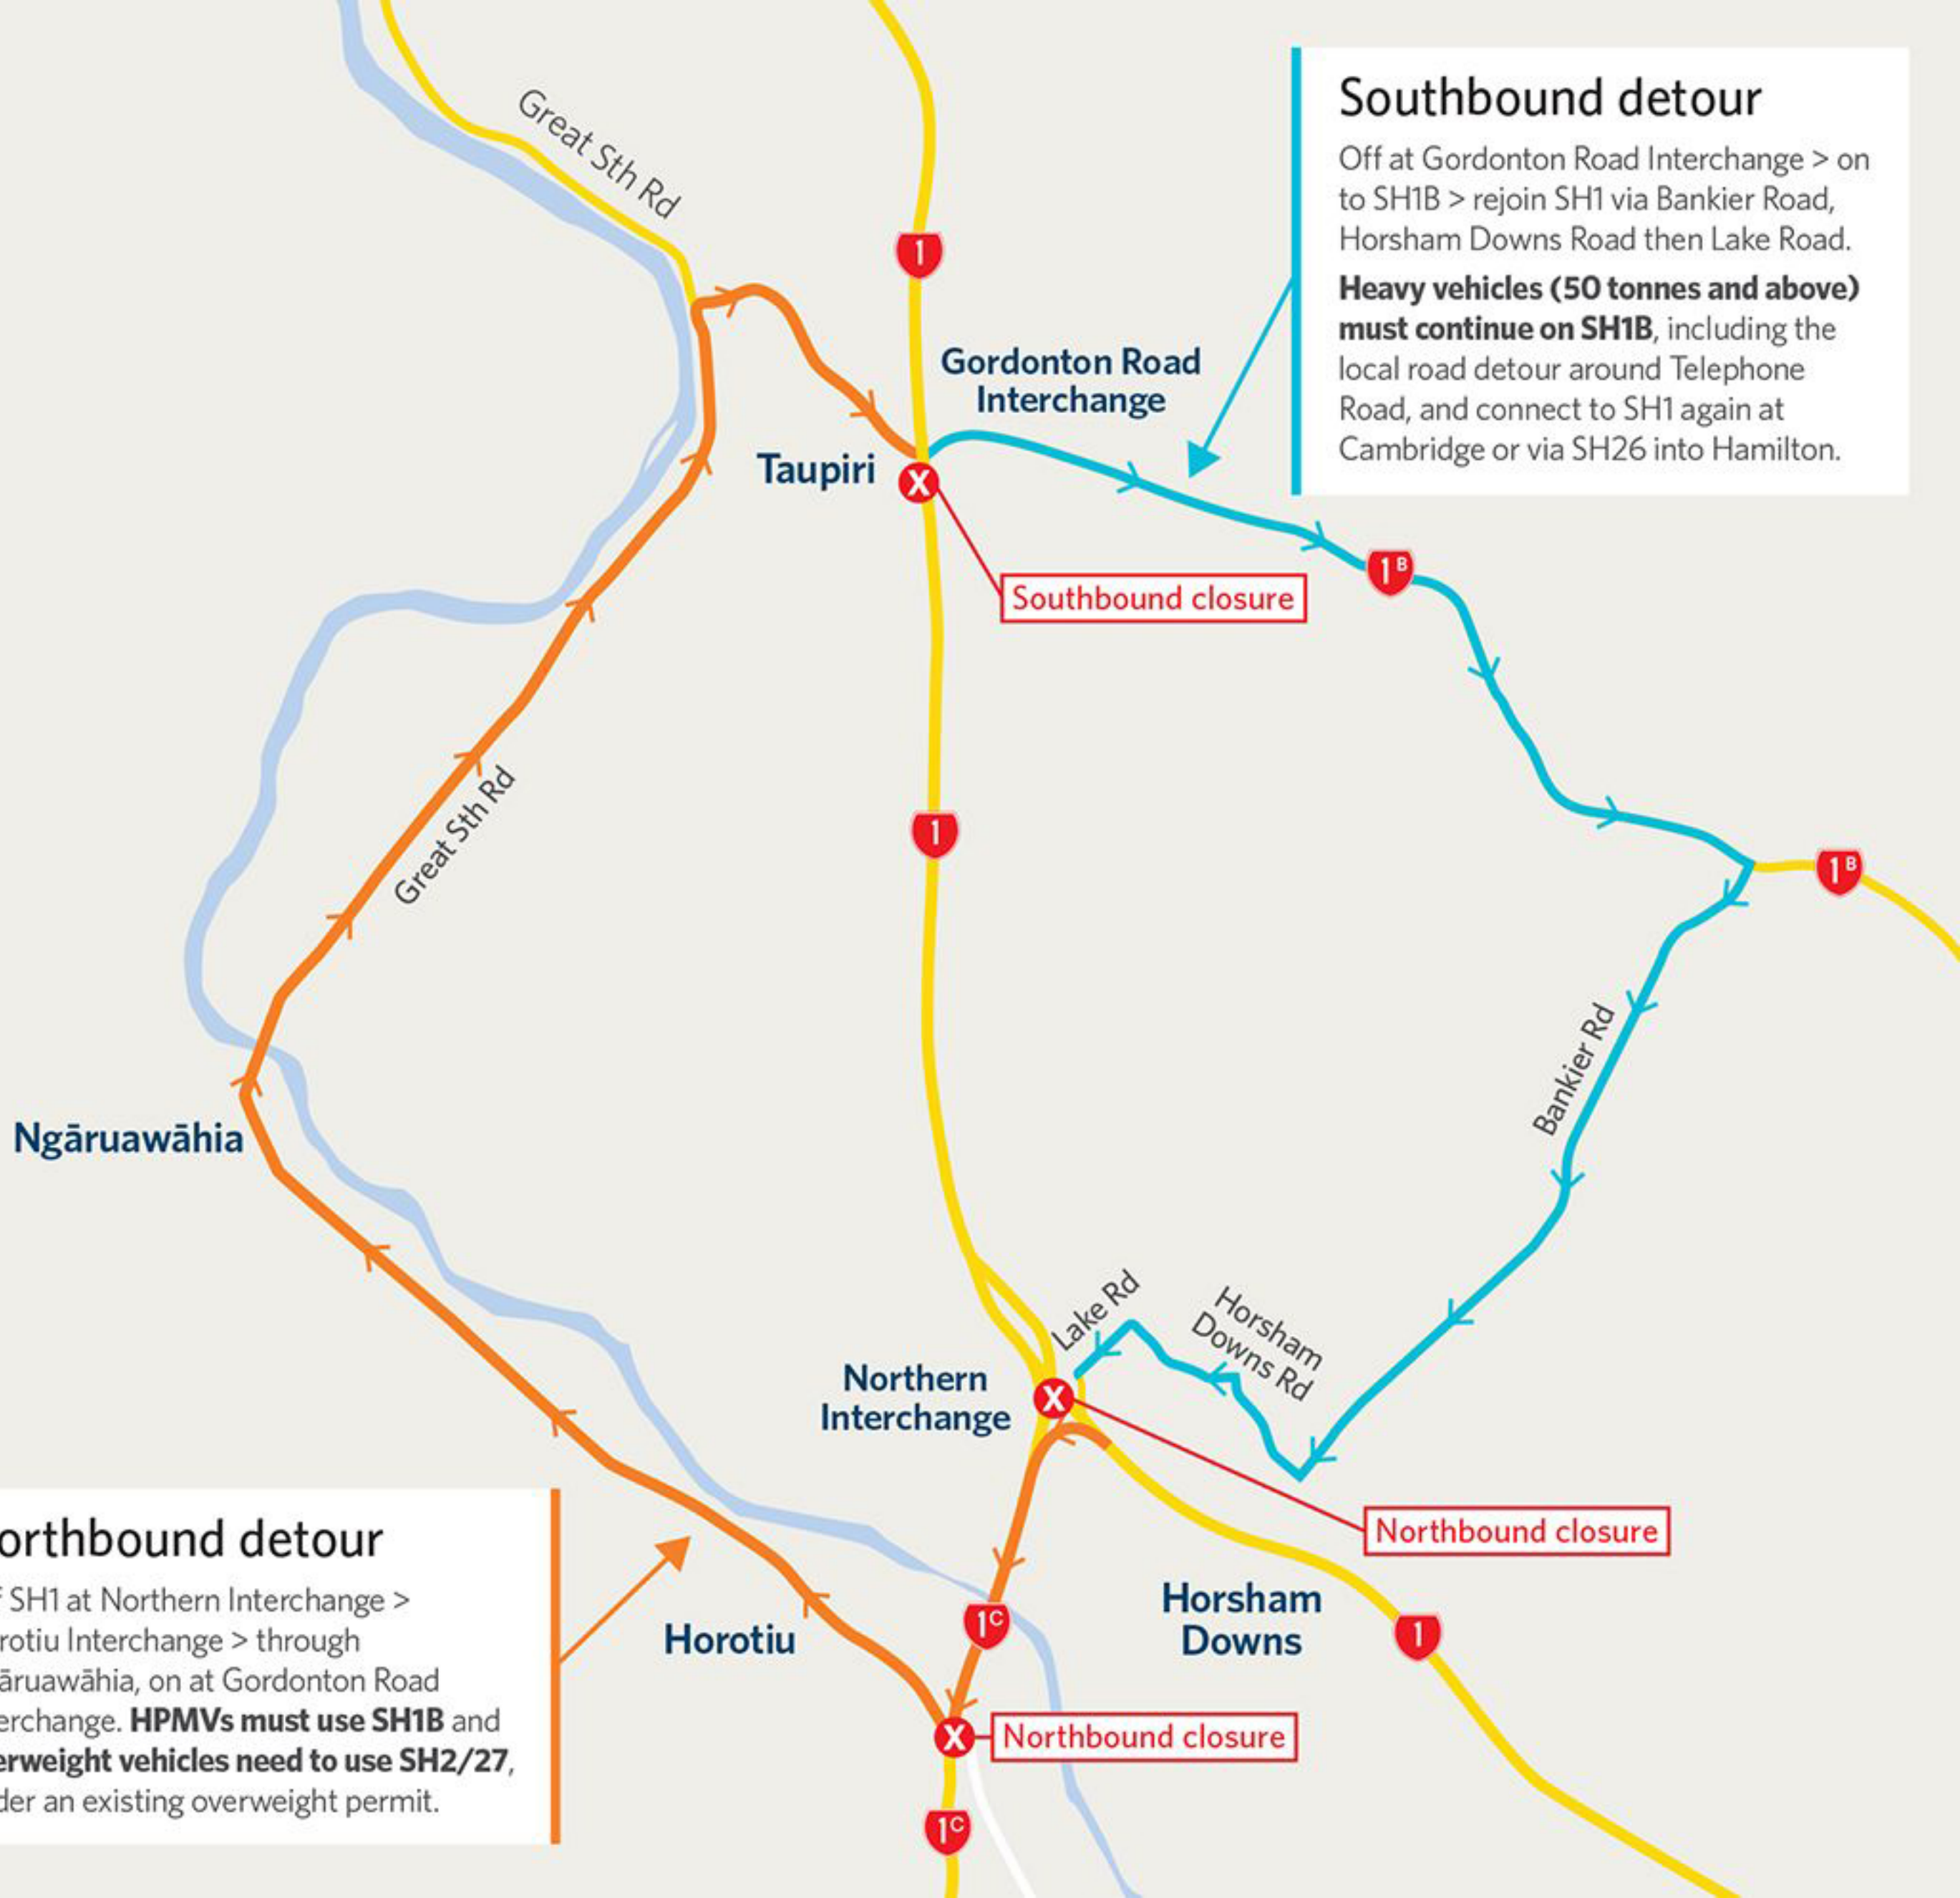 Great Sth Rd
1
Southbound detour
Off at Gordonton Road Interchange > on
to SH1B > rejoin SH1 via Bankier Road,
Horsham Downs Road then Lake Road.
Heavy vehicles (50 tonnes and above)
must continue on SH1B, including the
local road detour around Telephone
Road, and connect to SH1 again at
Cambridge or via SH26 into Hamilton.
Gordonton Road
Interchange
Taupiri
X
Southbound closure
1B
Great Sth Rd
1
1B
Bankier Rd
Ngāruawāhia
Lake Rd
Horsham
Downs Rd
Northern
Interchange
X
Northbound closure
orthbound detour
f SH1 at Northern Interchange >
rotiu Interchange > through
āruawāhia, on at Gordonton Road
erchange. HPMVs must use SH1B and
erweight vehicles need to use SH2/27,
der an existing overweight permit.
Horotiu
1C
Horsham
Downs
1
X
Northbound closure
1C